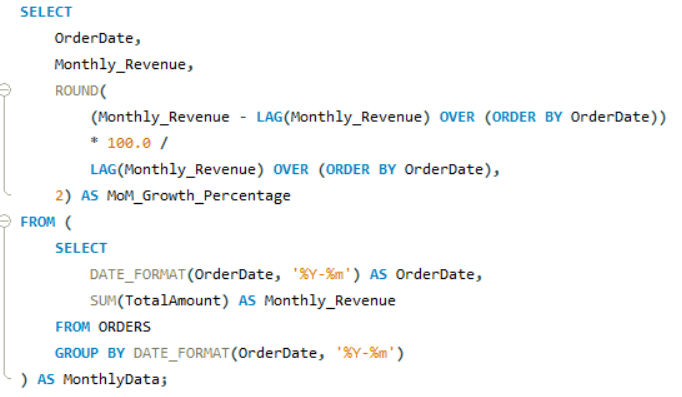 SELECT
OrderDate,
Monthly_Revenue,
ROUND(
(Monthly_Revenue - LAG(Monthly_Revenue) OVER (ORDER BY OrderDate))
* 100.0 /
LAG(Monthly_Revenue) OVER (ORDER BY OrderDate),
2) AS MoM_Growth_Percentage
FROM (
SELECT
DATE_FORMAT(OrderDate, '%Y-%m') AS OrderDate,
SUM(TotalAmount) AS Monthly_Revenue
FROM ORDERS
GROUP BY DATE_FORMAT(OrderDate, '%Y-%m')
) AS MonthlyData;